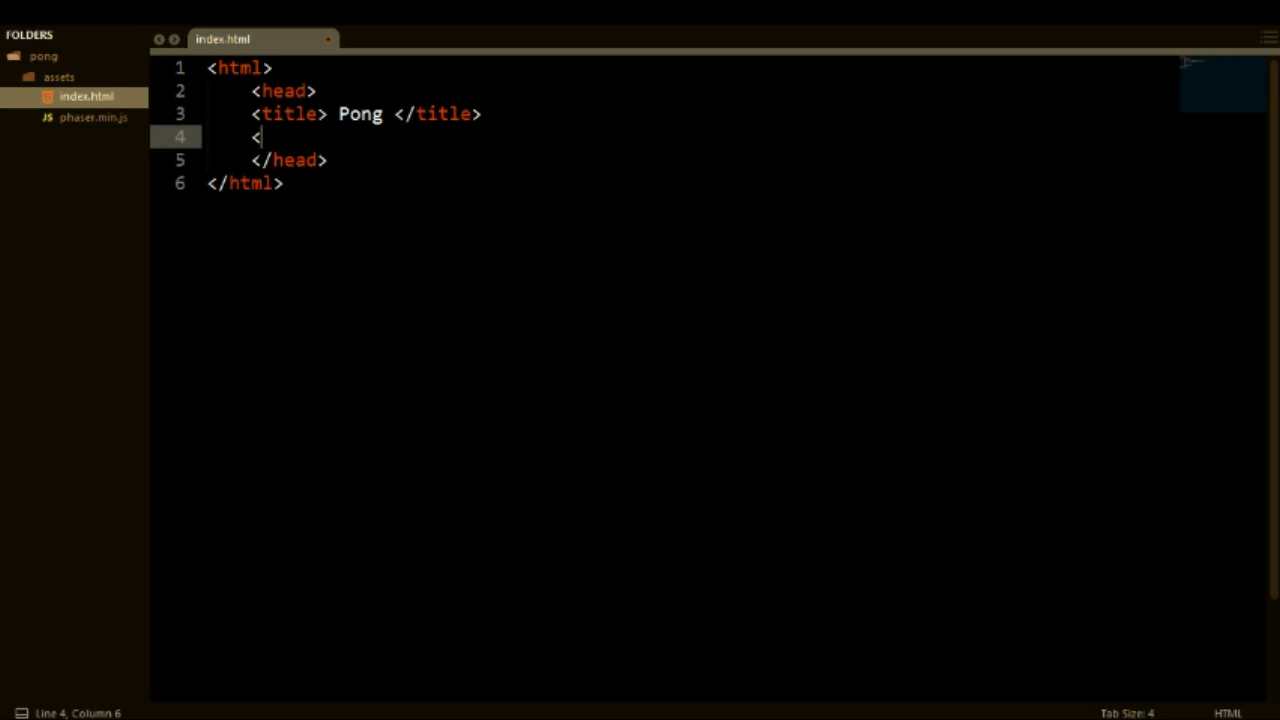 FOLDERS
pong
assets
index.html
phaser.min.js
index.html
1 <html>
2 <head>
3 <title> Pong </title>
4 <
5 </head>
6 </html>
Line 4, Column 6
Tab Size: 4
HTML